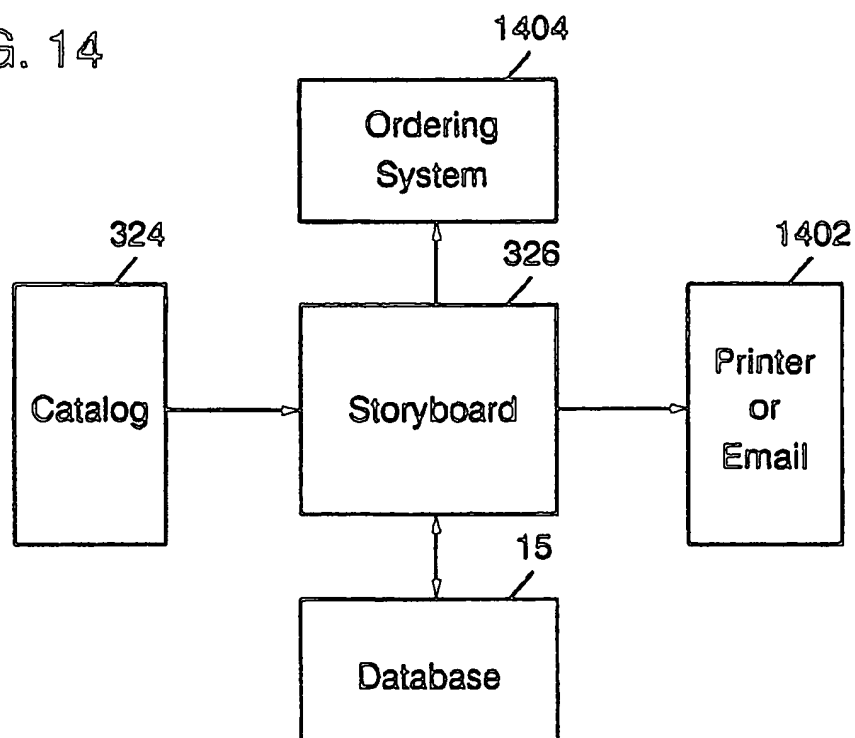 G. 14
1404
Ordering
System
324
326
1402
Catalog
Storyboard
Printer
or
Email
15
Database